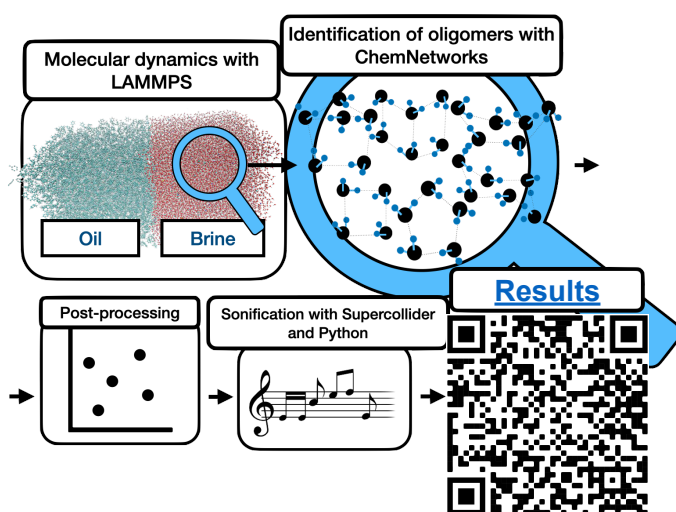 Molecular dynamics with
LAMMPS
Identification of oligomers with
ChemNetworks
Oil
Brine
Post-processing
Sonification with Supercollider
and Python
Results